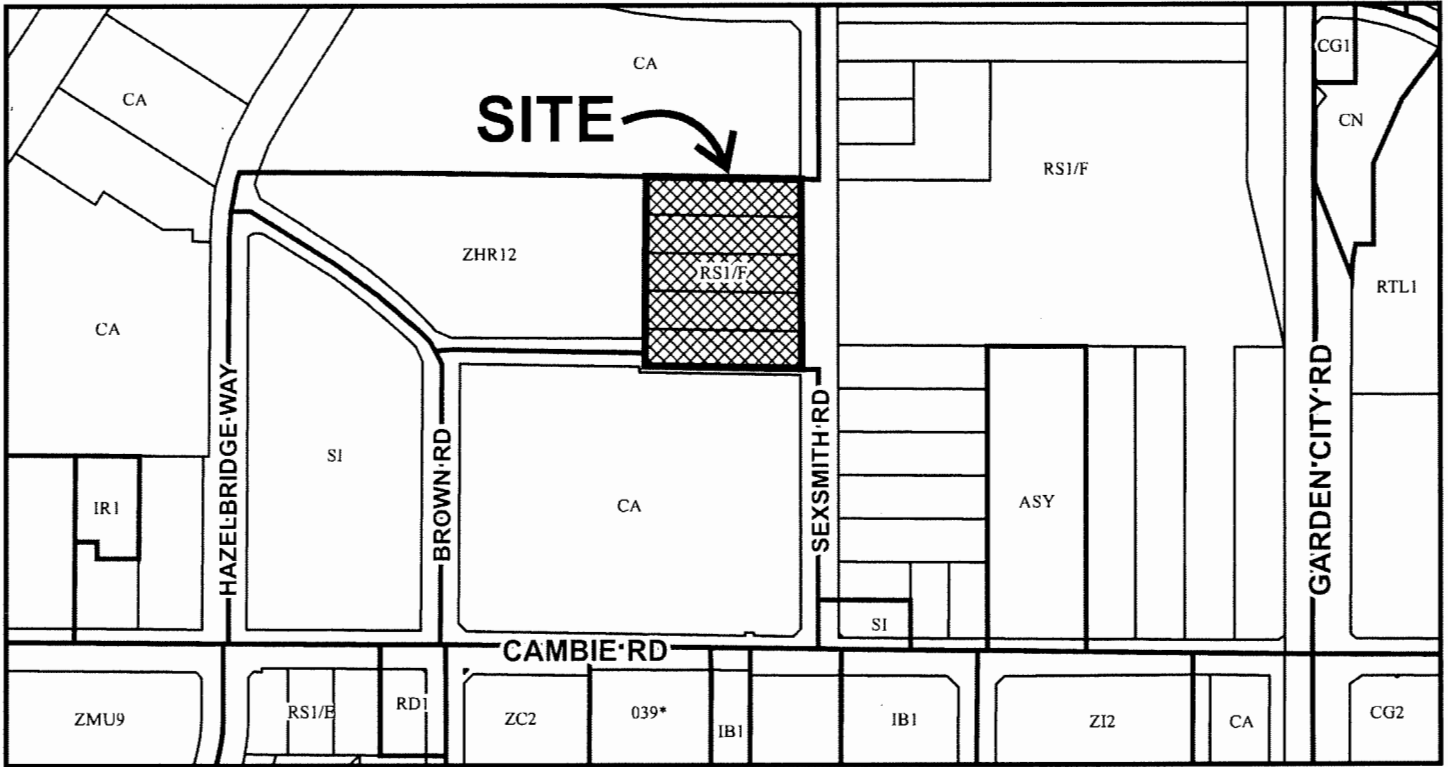 CG1
CA
CA
SITE
CN
RS1/F
ZHR12
RS1/F
RTL1
CA
HAZELBRIDGE WAY
BROWN RD
SEXSMITH RD
GARDEN CITY RD
SI
CA
ASY
IR1
SI
CAMBIE RD
ZMU9
RS1/E
RD1
ZC2
039*
IB1
IB1
ZI2
CA
CG2